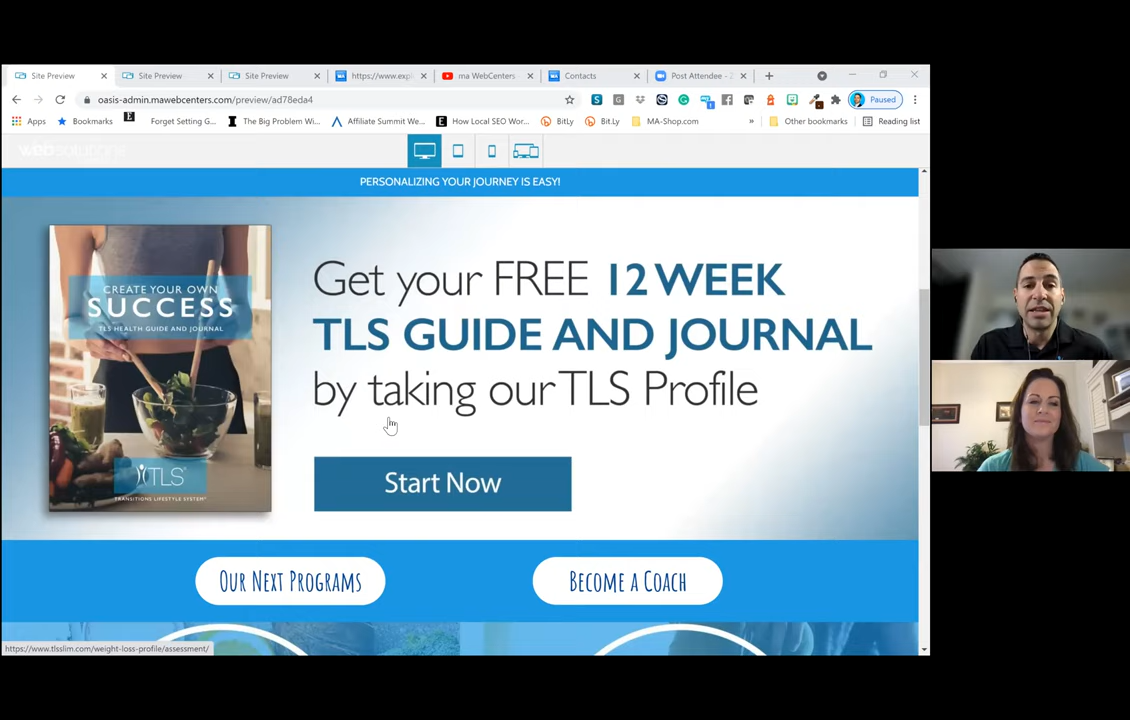 Site Preview
Site Preview
Site Preview
https://www.expl
ma WebCenters
Contacts
Post Attendee - Z
oasis-admin.mawebcenters.com/preview/ad78eda4
Paused
Apps
Bookmarks
Forget Setting G...
The Big Problem Wi...
Affiliate Summit We...
How Local SEO Wor...
BitLy
Bit.Ly
MA-Shop.com
»
Other bookmarks
Reading list
websolutions
PERSONALIZING YOUR JOURNEY IS EASY!
CREATE YOUR OWN
SUCCESS
TLS HEALTH GUIDE AND JOURNAL
TLS®
TRANSITIONS LIFESTYLE SYSTEM®
Get your FREE 12 WEEK
TLS GUIDE AND JOURNAL
by taking our TLS Profile
Start Now
OUR NEXT PROGRAMS
BECOME A COACH
https://www.tlsslim.com/weight-loss-profile/assessment/